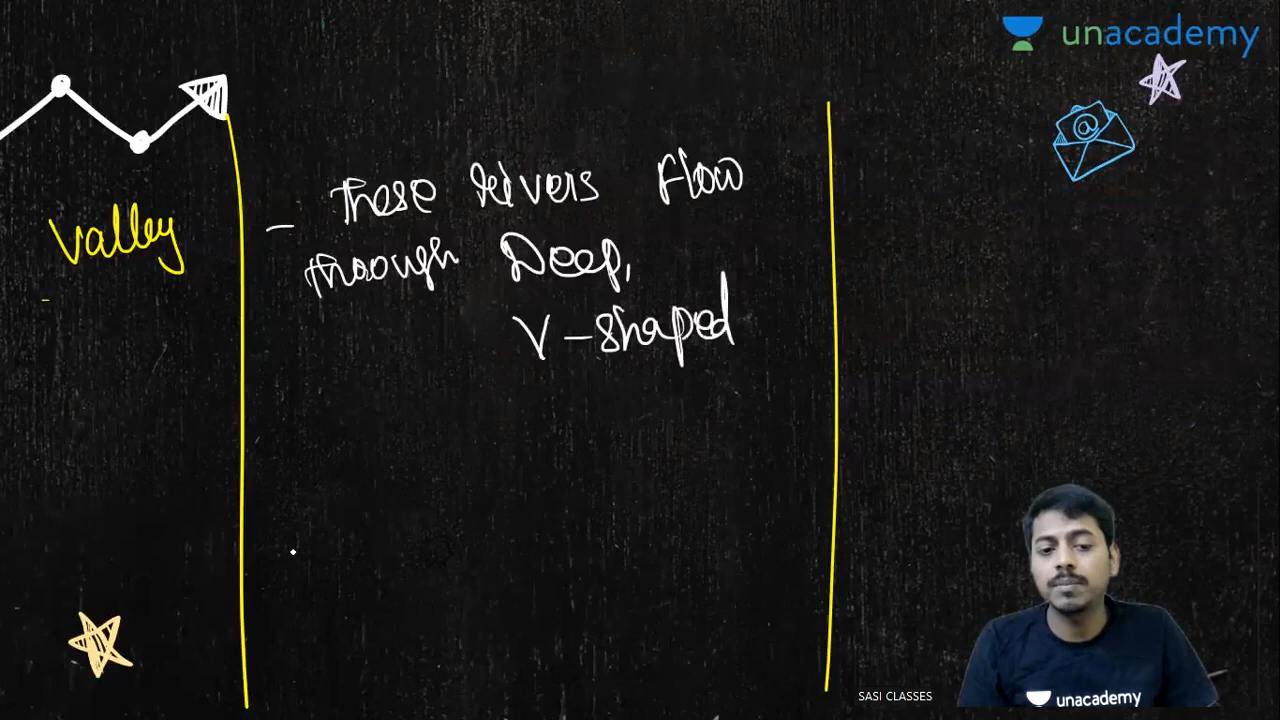 unacademy
@
valley
- These Rivers Flow
through Deep,
V - shaped
SASI CLASSES
unacademy